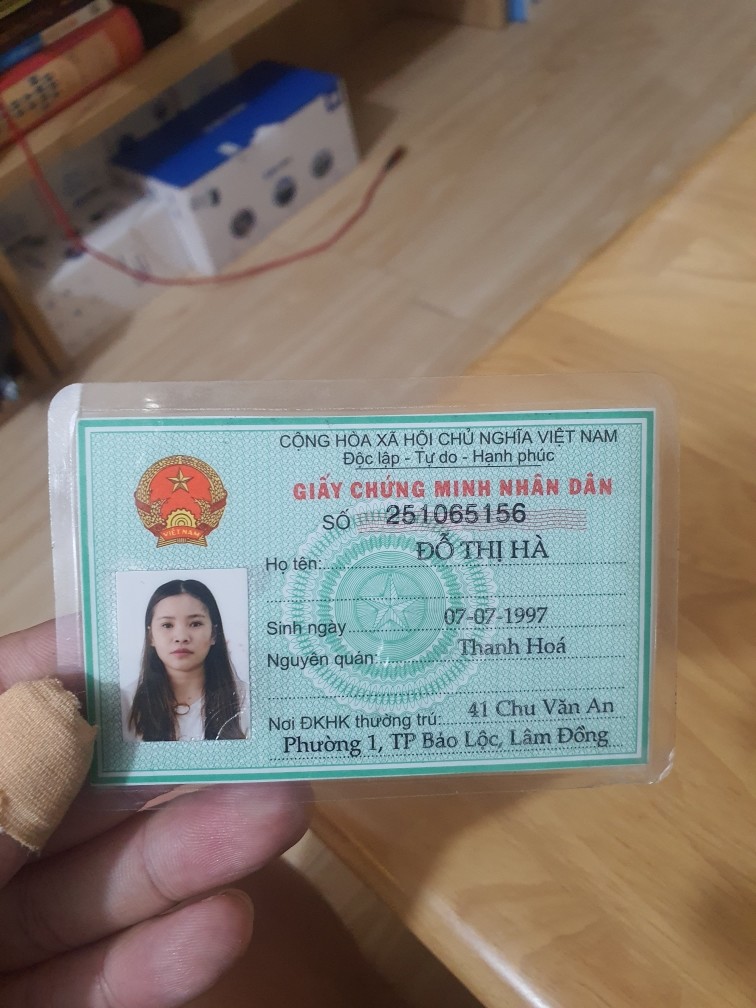 CỘNG HÒA XÃ HỘI CHỦ NGHĨA VIỆT NAM
Độc lập - Tự do - Hạnh phúc
GIẤY CHỨNG MINH NHÂN DÂN
SỐ 251065156
Họ tên: ĐỖ THỊ HÀ
Sinh ngày 07-07-1997
Nguyên quán: Thanh Hoá
Nơi ĐKHK thường trú: 41 Chu Văn An
Phường 1, TP Bảo Lộc, Lâm Đồng
VIỆT NAM